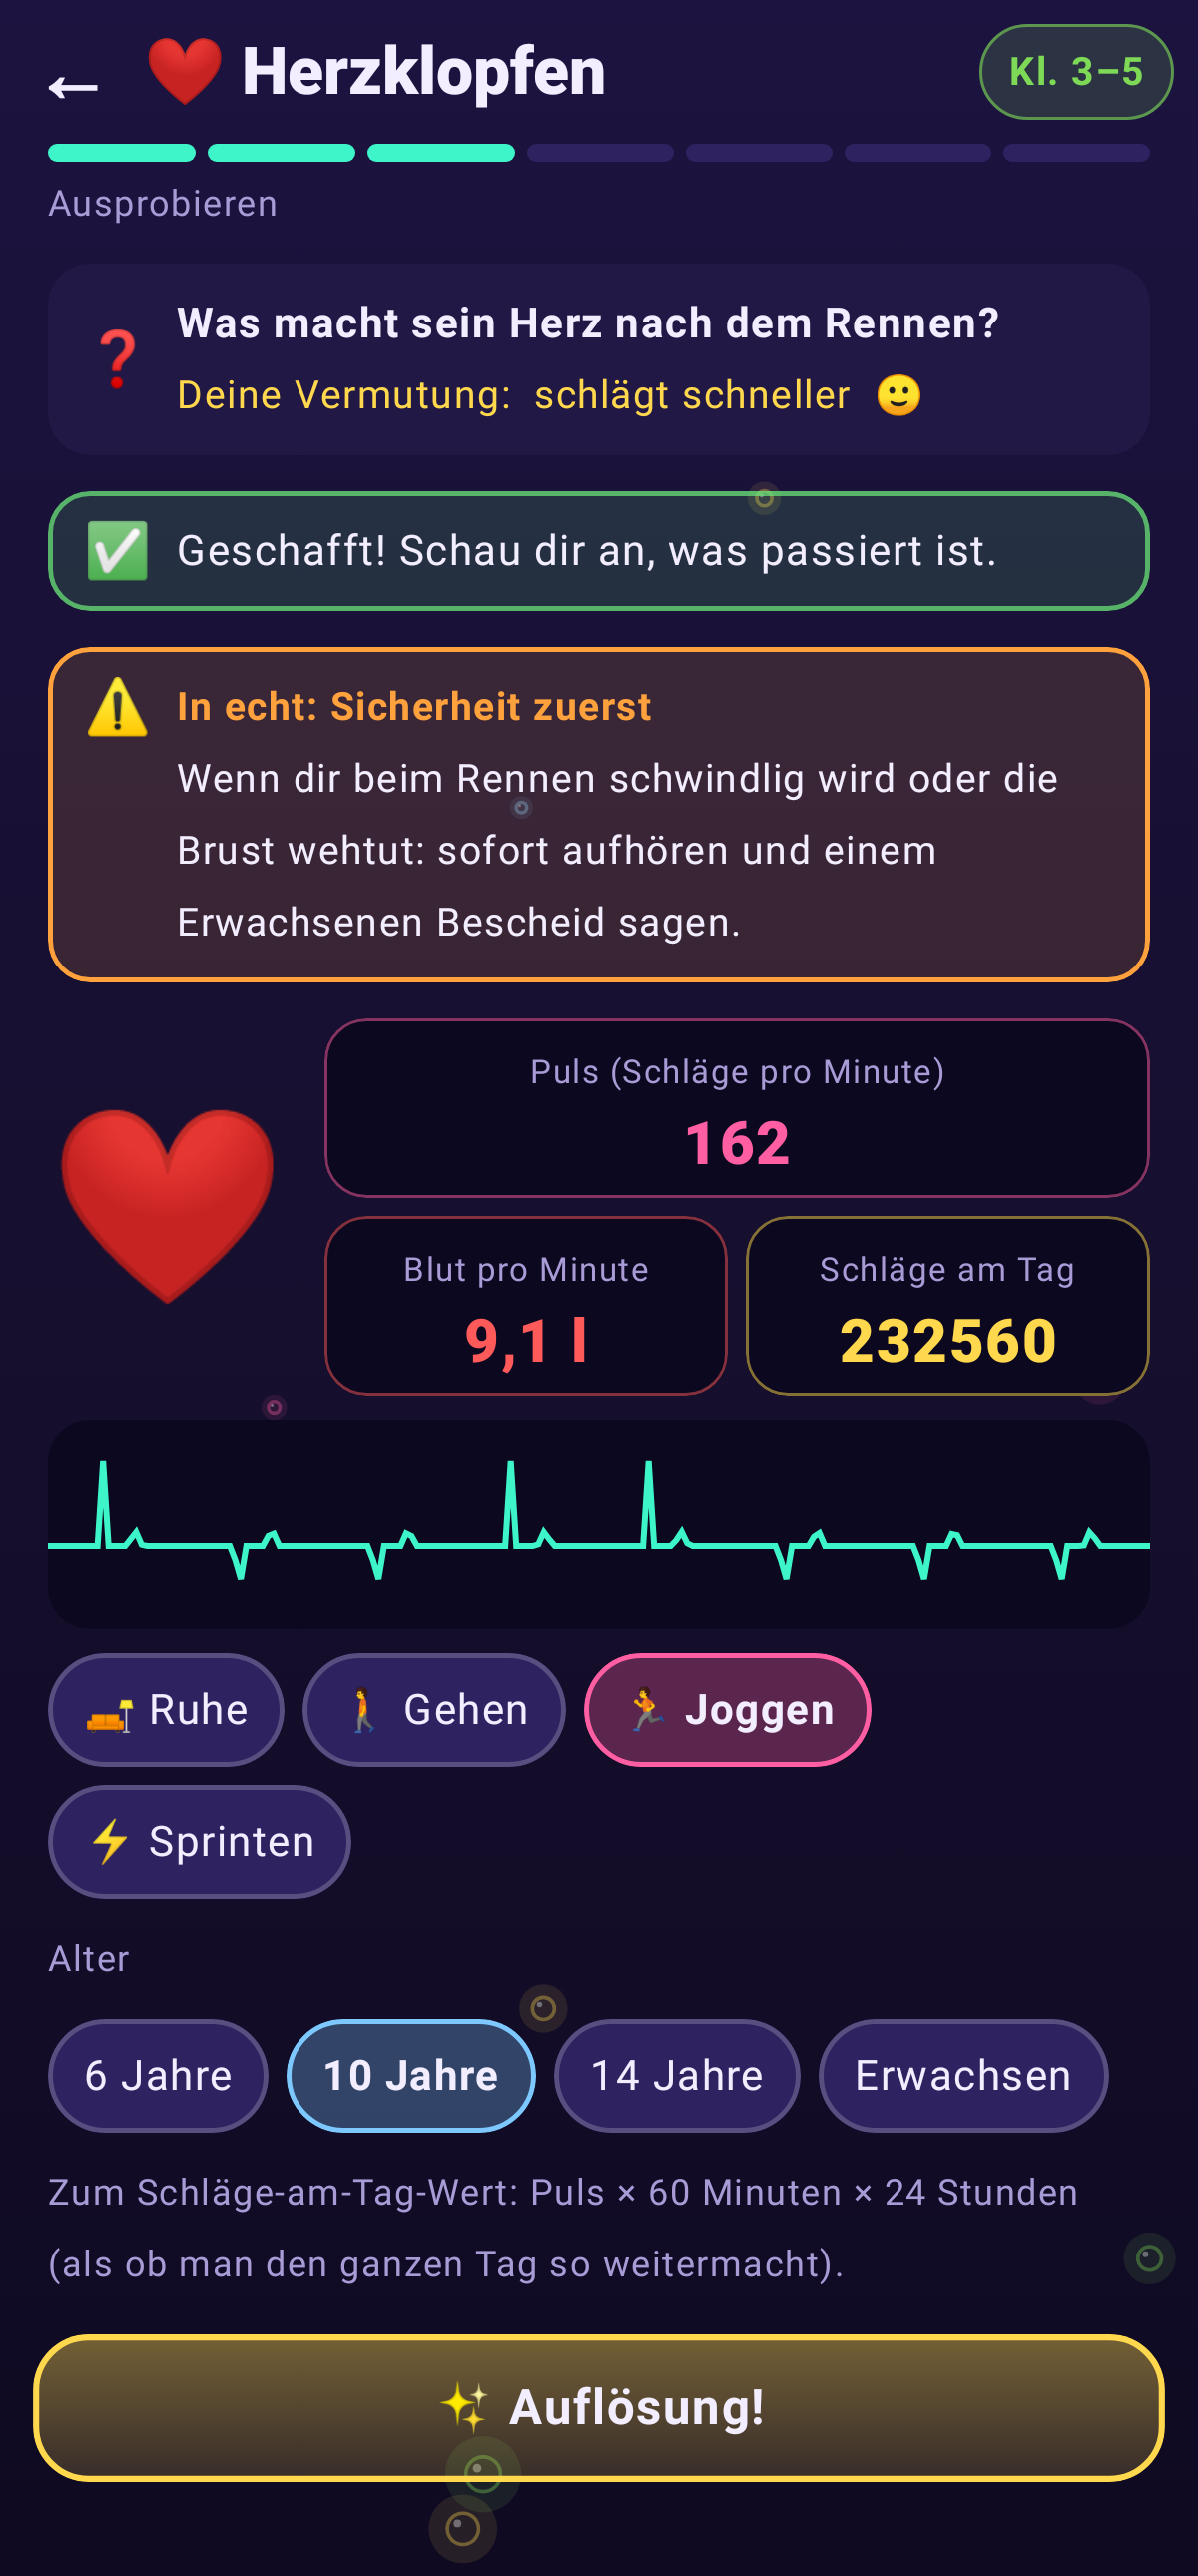 ← ❤️ Herzklopfen
Kl. 3–5
Ausprobieren
❓ Was macht sein Herz nach dem Rennen?
Deine Vermutung: schlägt schneller 🙂
✅ Geschafft! Schau dir an, was passiert ist.
⚠️ In echt: Sicherheit zuerst
Wenn dir beim Rennen schwindlig wird oder die
Brust wehtut: sofort aufhören und einem
Erwachsenen Bescheid sagen.
Puls (Schläge pro Minute)
162
Blut pro Minute
9,1 l
Schläge am Tag
232560
🛋️ Ruhe
🚶 Gehen
🏃 Joggen
⚡ Sprinten
Alter
6 Jahre
10 Jahre
14 Jahre
Erwachsen
Zum Schläge-am-Tag-Wert: Puls × 60 Minuten × 24 Stunden
(als ob man den ganzen Tag so weitermacht).
✨ Auflösung!